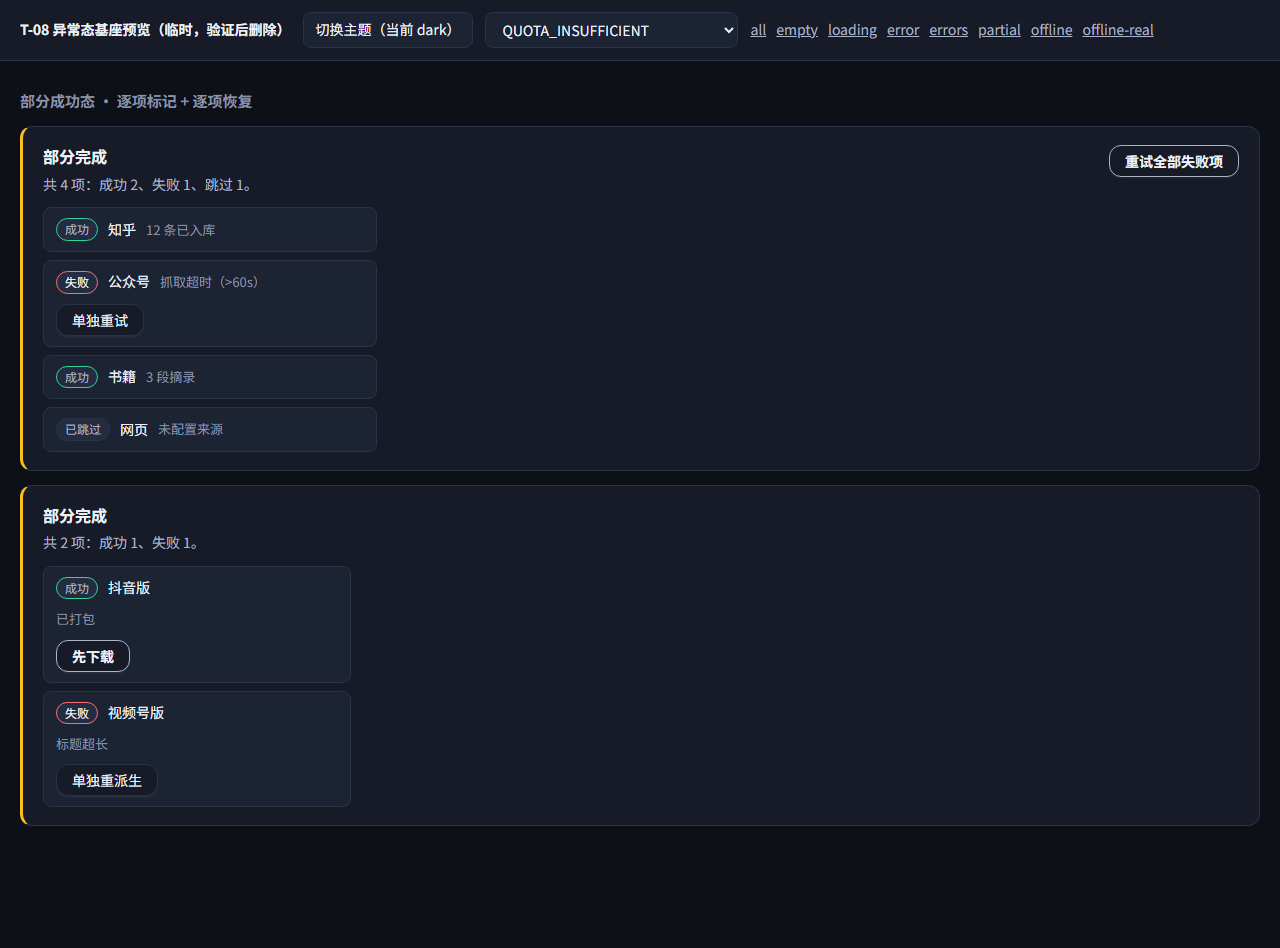 T-08 异常态基座预览（临时，验证后删除） 切换主题（当前 dark） QUOTA_INSUFFICIENT all empty loading error errors partial offline offline-real
部分成功态 · 逐项标记 + 逐项恢复
部分完成
重试全部失败项
共 4 项：成功 2、失败 1、跳过 1。
成功 知乎 12 条已入库
失败 公众号 抓取超时（>60s）
单独重试
成功 书籍 3 段摘录
已跳过 网页 未配置来源
部分完成
共 2 项：成功 1、失败 1。
成功 抖音版
已打包
先下载
失败 视频号版
标题超长
单独重派生